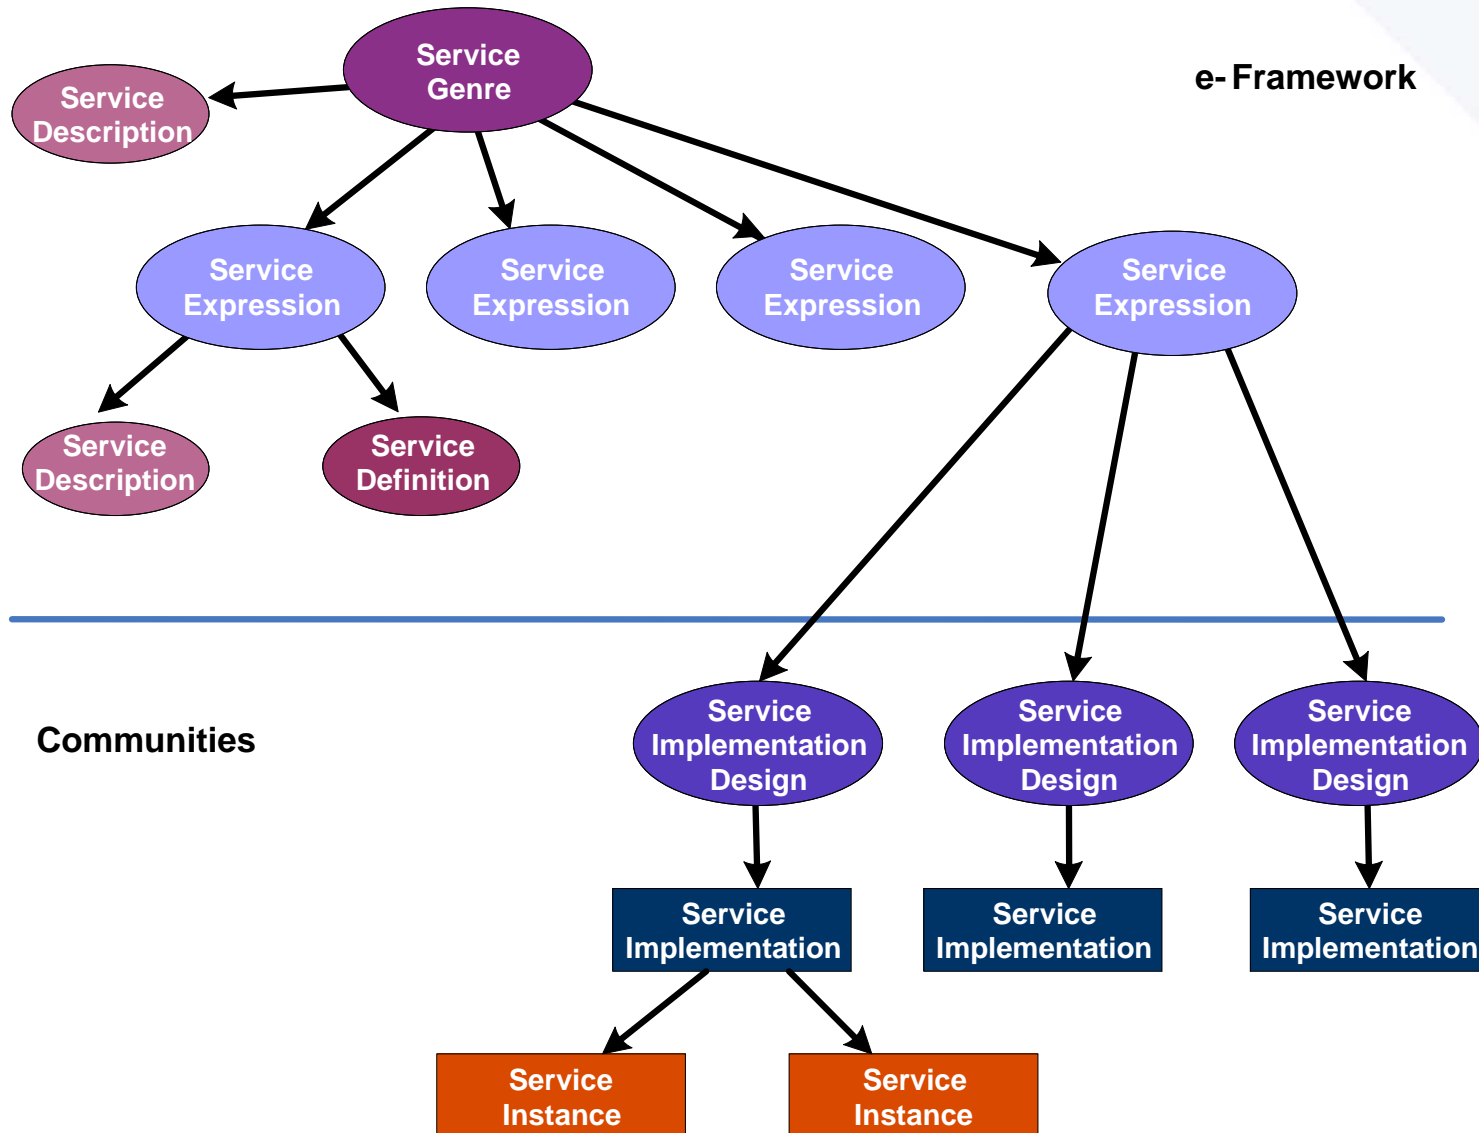 Service
Genre
e- Framework
Service
Description
Service
Expression
Service
Expression
Service
Expression
Service
Expression
Service
Description
Service
Definition
Communities
Service
Implementation
Design
Service
Implementation
Design
Service
Implementation
Design
Service
Implementation
Service
Implementation
Service
Implementation
Service
Instance
Service
Instance